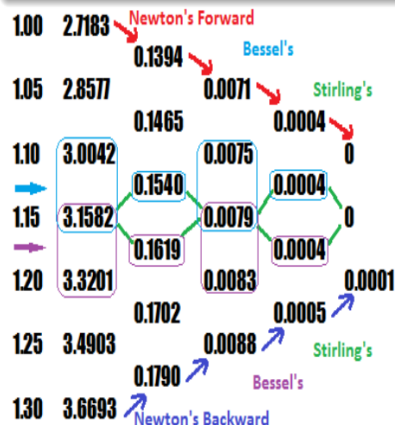 1.00 2.7183 Newton's Forward
0.1394 Bessel's
1.05 2.8577 0.0071 Stirling's
0.1465 0.0004
1.10 3.0042 0.0075 0
0.1540 0.0004
1.15 3.1582 0.0079 0
0.1619 0.0004
1.20 3.3201 0.0083 0.0001
0.1702 0.0005
1.25 3.4903 0.0088 Stirling's
0.1790 Bessel's
1.30 3.6693 Newton's Backward